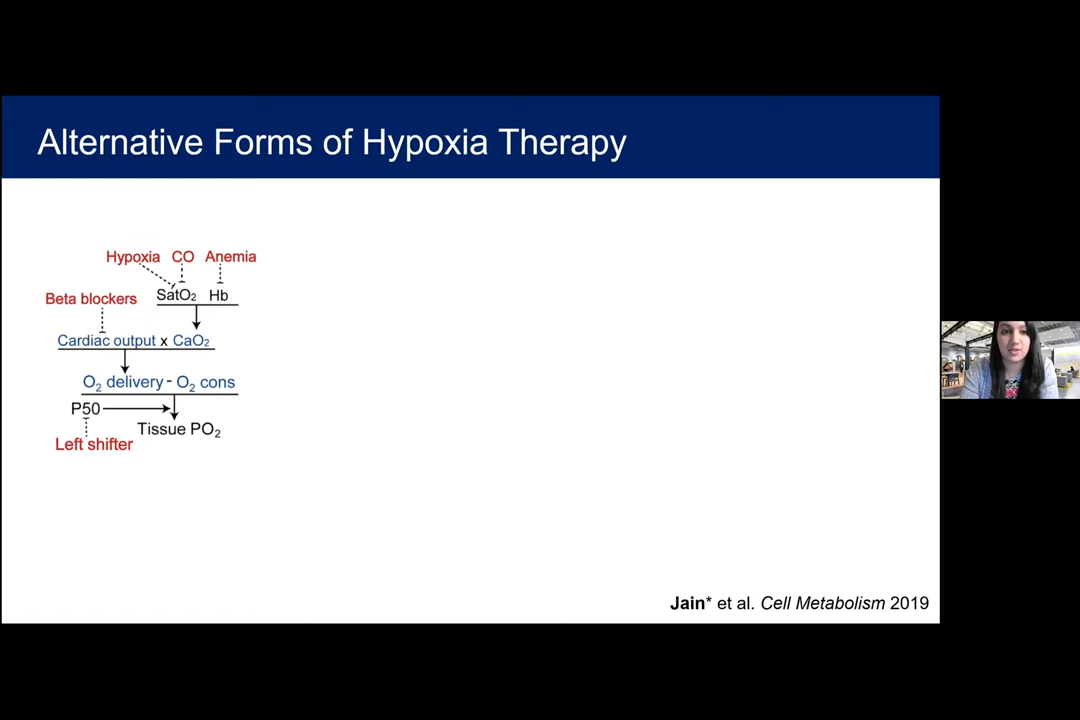 Alternative Forms of Hypoxia Therapy
Hypoxia CO Anemia
Beta blockers SatO₂ Hb
Cardiac output x CaO₂
O₂ delivery - O₂ cons
P50
Tissue PO₂
Left shifter
Jain* et al. Cell Metabolism 2019